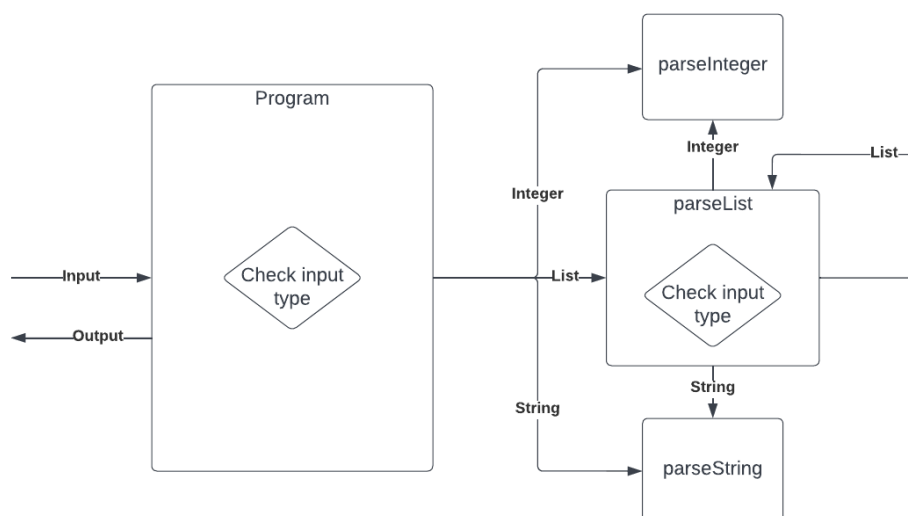 parseInteger
Program
Integer
List
Integer
parseList
Input
Check input
type
List
Check input
type
Output
String
String
parseString